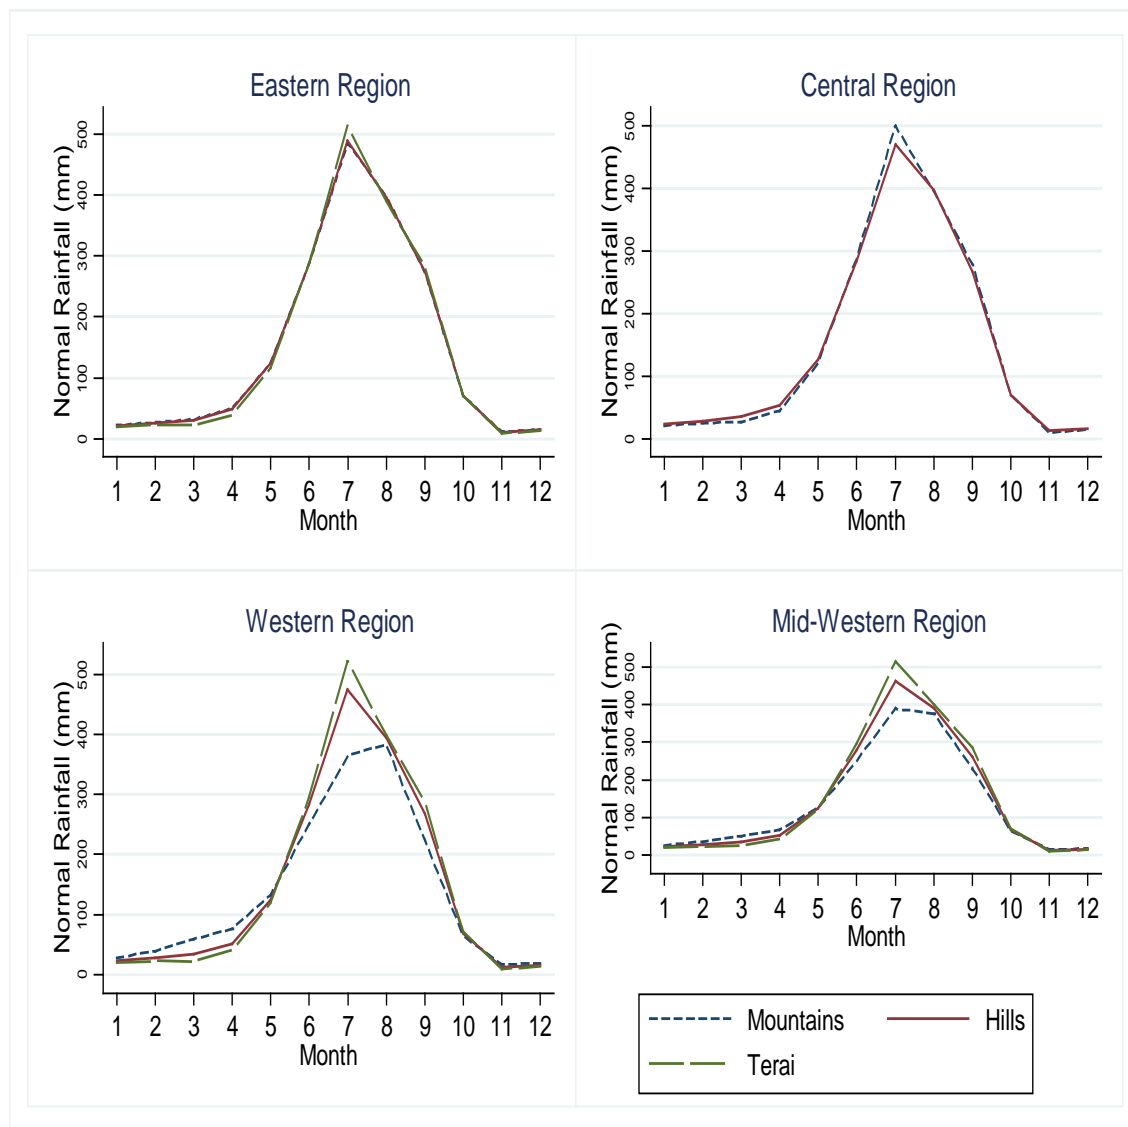 Eastern Region
Normal Rainfall (mm)
500
400
300
200
100
0
1 2 3 4 5 6 7 8 9 10 11 12
Month
Central Region
Normal Rainfall (mm)
500
400
300
200
100
0
1 2 3 4 5 6 7 8 9 10 11 12
Month
Western Region
Normal Rainfall (mm)
500
400
300
200
100
0
1 2 3 4 5 6 7 8 9 10 11 12
Month
Mid-Western Region
Normal Rainfall (mm)
500
400
300
200
100
0
1 2 3 4 5 6 7 8 9 10 11 12
Month
Mountains Hills
Terai